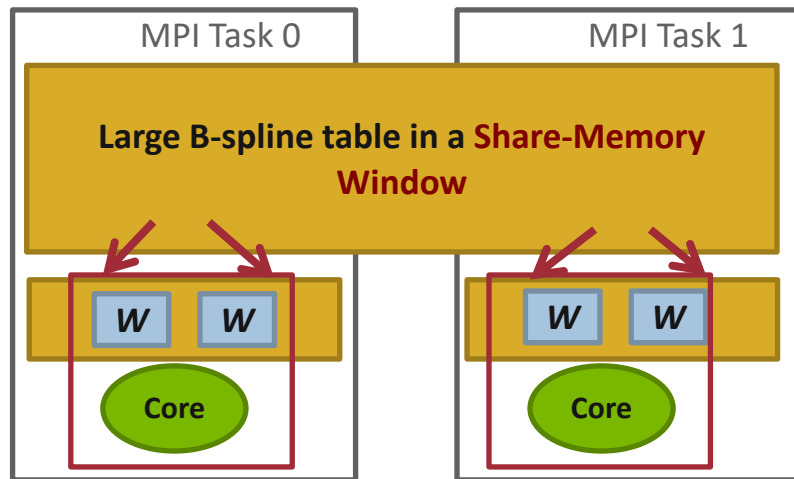 MPI Task 0 MPI Task 1
Large B-spline table in a Share-Memory
Window
W W W W
Core Core